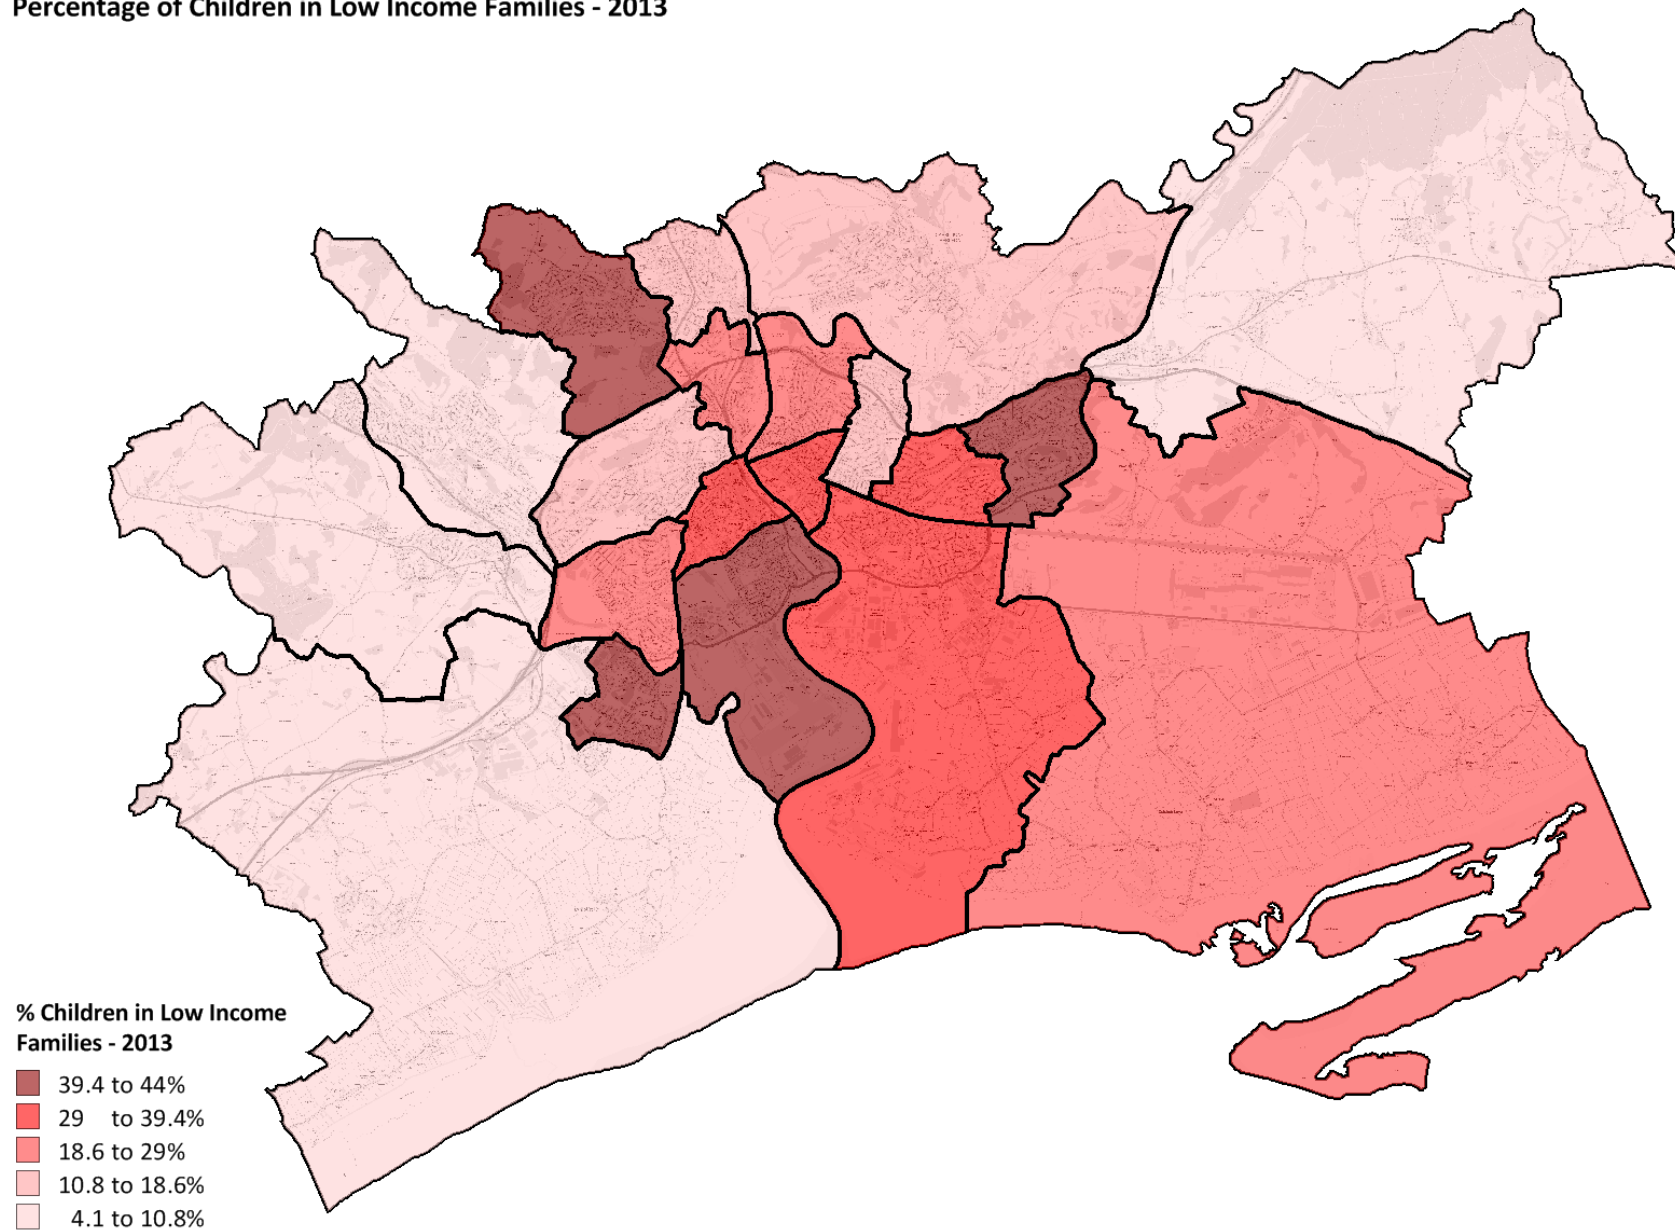 Percentage of Children in Low Income Families - 2013
% Children in Low Income
Families - 2013
39.4 to 44%
29 to 39.4%
18.6 to 29%
10.8 to 18.6%
4.1 to 10.8%